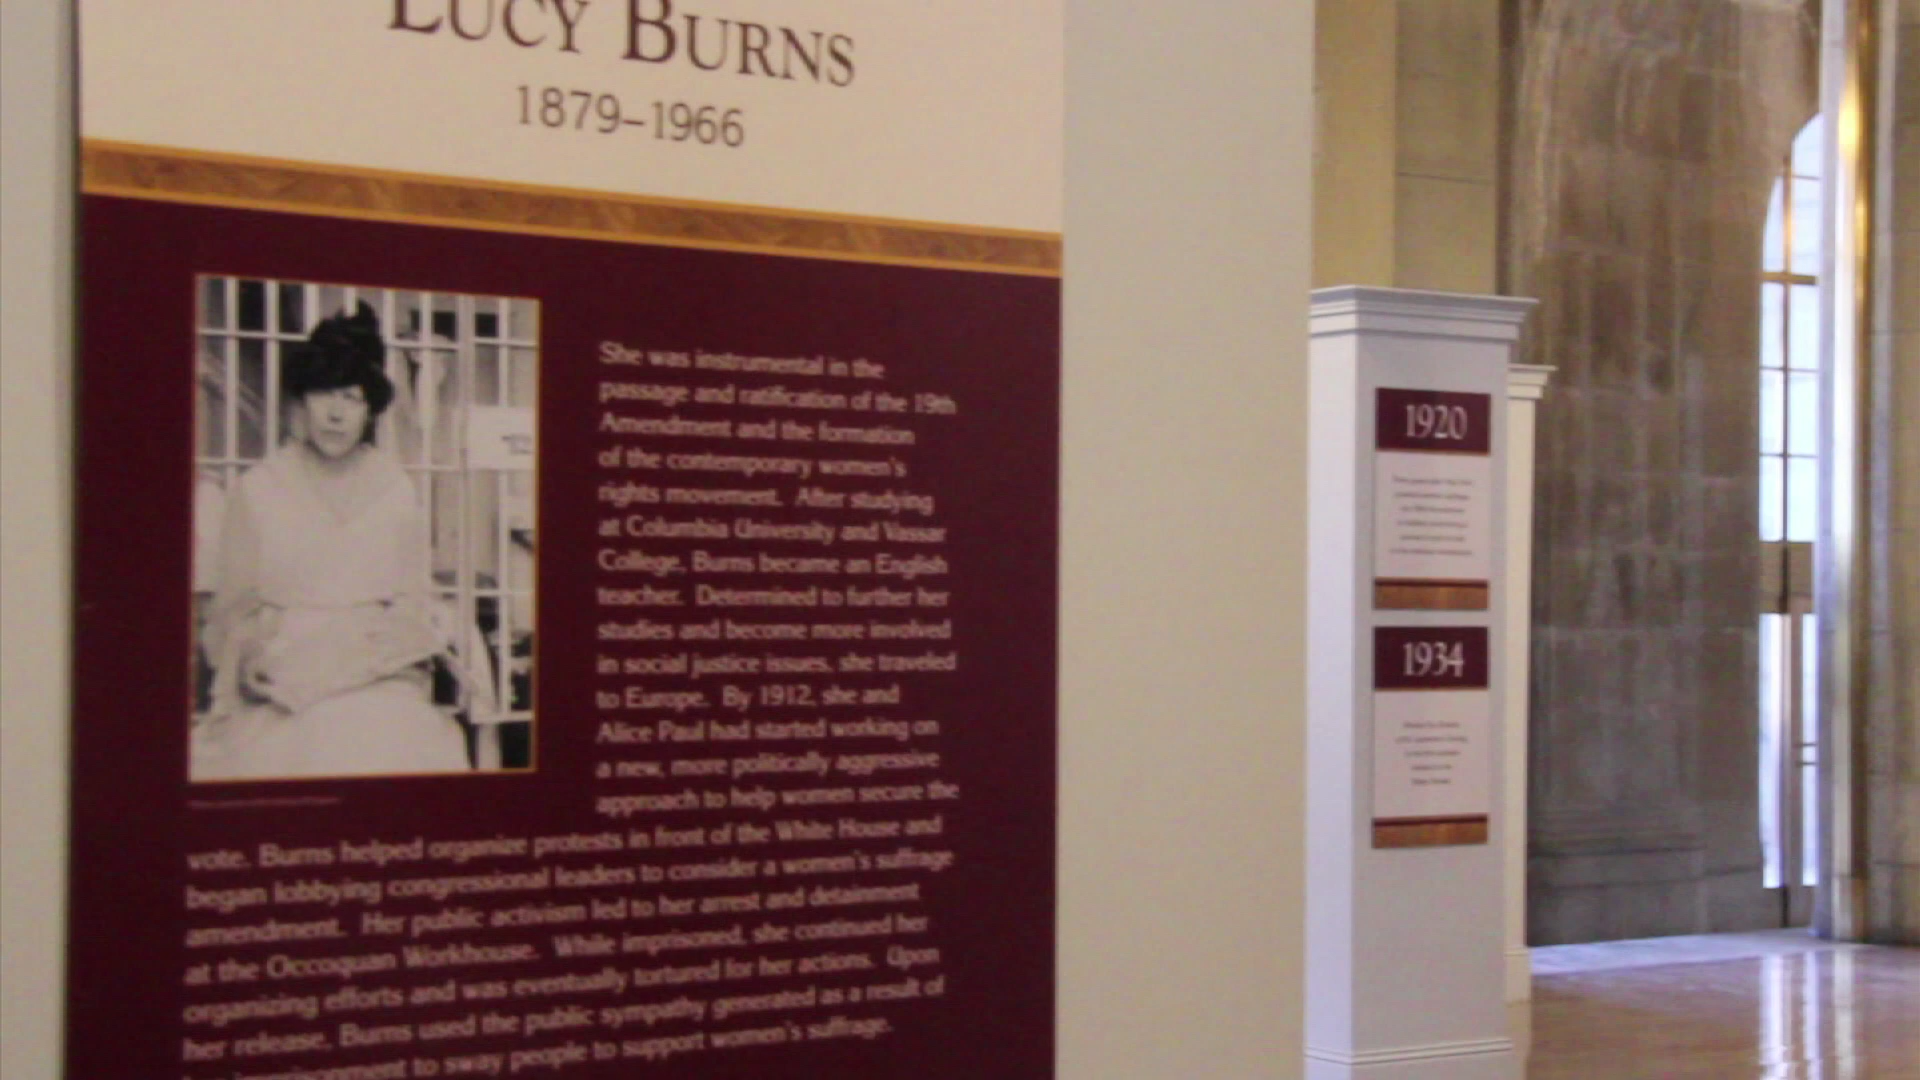 LUCY BURNS
1879–1966
She was instrumental in the
passage and ratification of the 19th
Amendment and the formation
of the contemporary women's
rights movement. After studying
at Columbia University and Vassar
College, Burns became an English
teacher. Determined to further her
studies and become more involved
in social justice issues, she traveled
to Europe. By 1912, she and
Alice Paul had started working on
a new, more politically aggressive
approach to help women secure the
vote. Burns helped organize protests in front of the White House and
began lobbying congressional leaders to consider a women's suffrage
amendment. Her public activism led to her arrest and detainment
at the Occoquan Workhouse. While imprisoned, she continued her
organizing efforts and was eventually tortured for her actions. Upon
her release, Burns used the public sympathy generated as a result of
imprisonment to sway people to support women's suffrage.
1920
1934